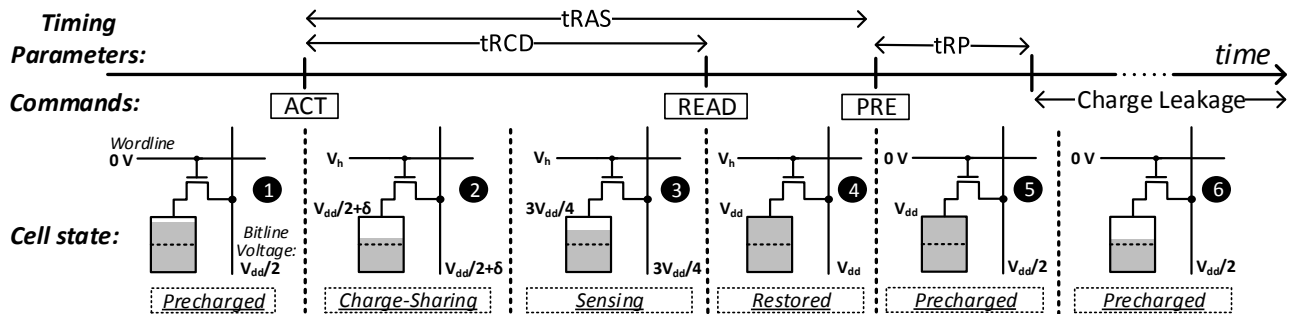 Timing
Parameters:
tRAS
tRCD
tRP
time
Commands:
ACT
READ
PRE
Charge Leakage
Cell state:
Wordline
0 V
1
Bitline
Voltage:
Vdd/2
Precharged
Vh
2
Vdd/2+δ
Vdd/2+δ
Charge-Sharing
Vh
3
3Vdd/4
3Vdd/4
Sensing
Vh
4
Vdd
Vdd
Restored
0 V
5
Vdd
Vdd/2
Precharged
0 V
6
Vdd/2
Precharged